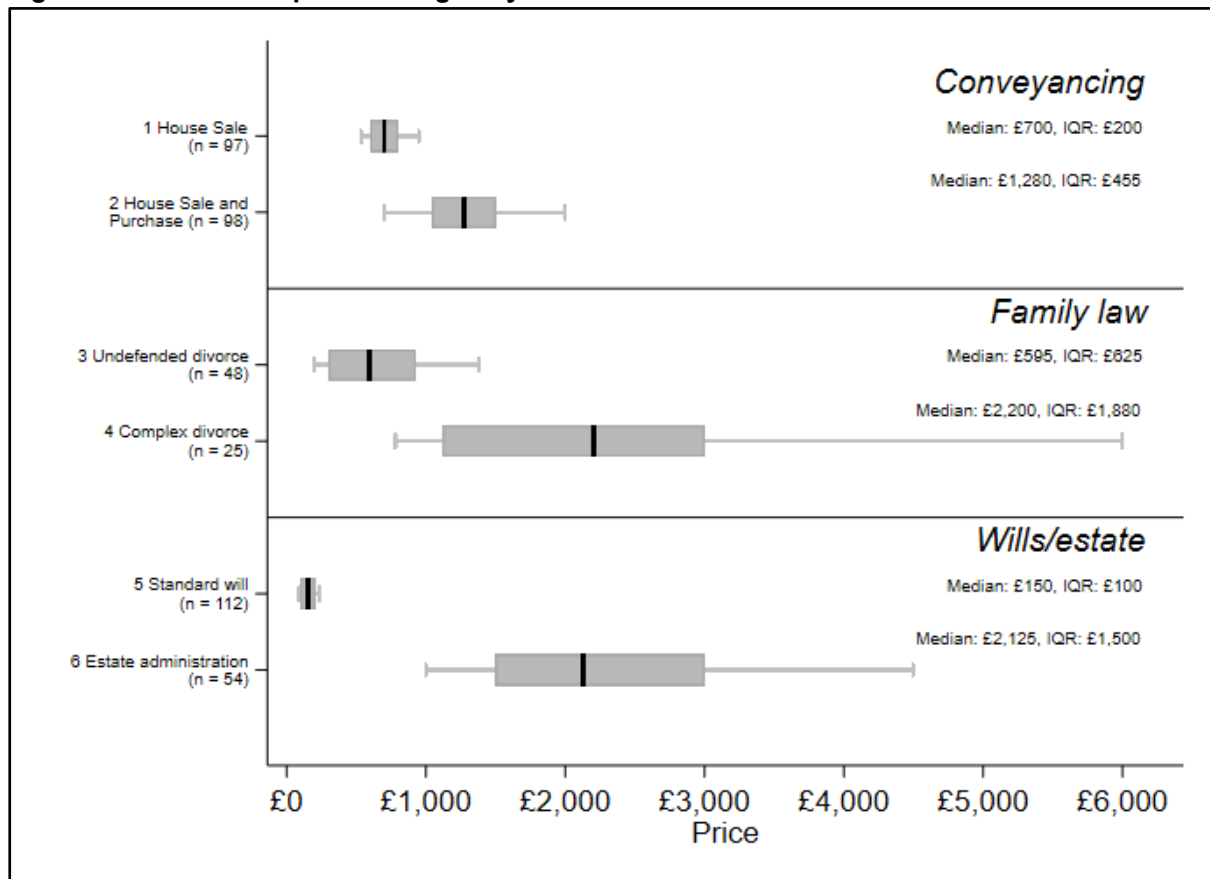 Conveyancing
1 House Sale
(n = 97)
Median: £700, IQR: £200
2 House Sale and
Purchase (n = 98)
Median: £1,280, IQR: £455
Family law
3 Undefended divorce
(n = 48)
Median: £595, IQR: £625
4 Complex divorce
(n = 25)
Median: £2,200, IQR: £1,880
Wills/estate
5 Standard will
(n = 112)
Median: £150, IQR: £100
6 Estate administration
(n = 54)
Median: £2,125, IQR: £1,500
£0 £1,000 £2,000 £3,000 £4,000 £5,000 £6,000
Price